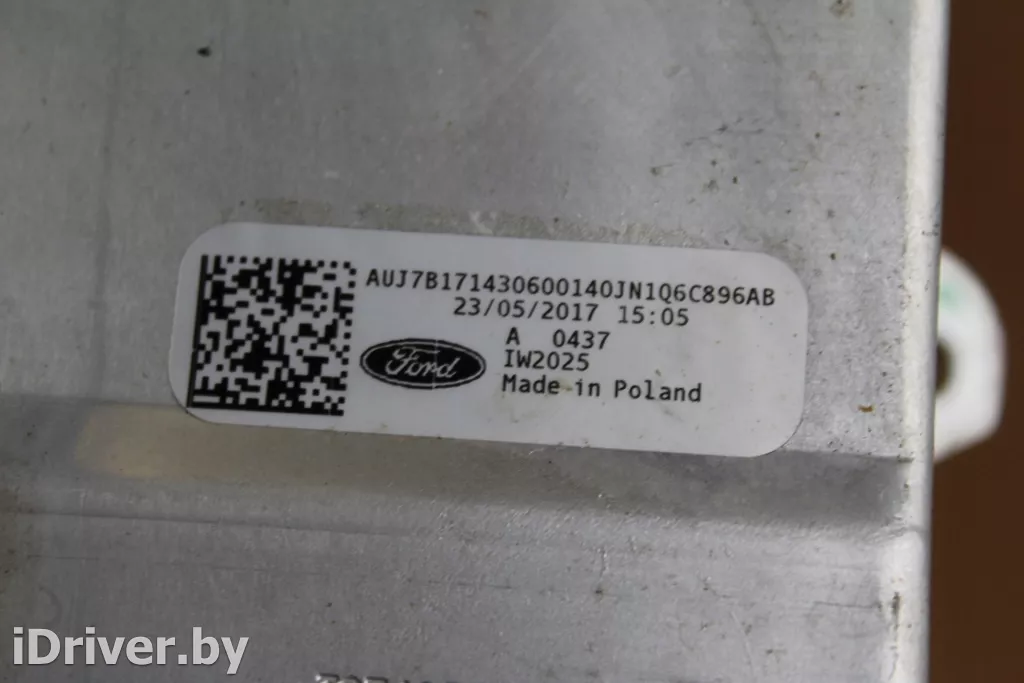 AUJ7B171430600140JN1Q6C896AB
23/05/2017 15:05
A 0437
Ford
IW2025
Made in Poland
iDriver.by